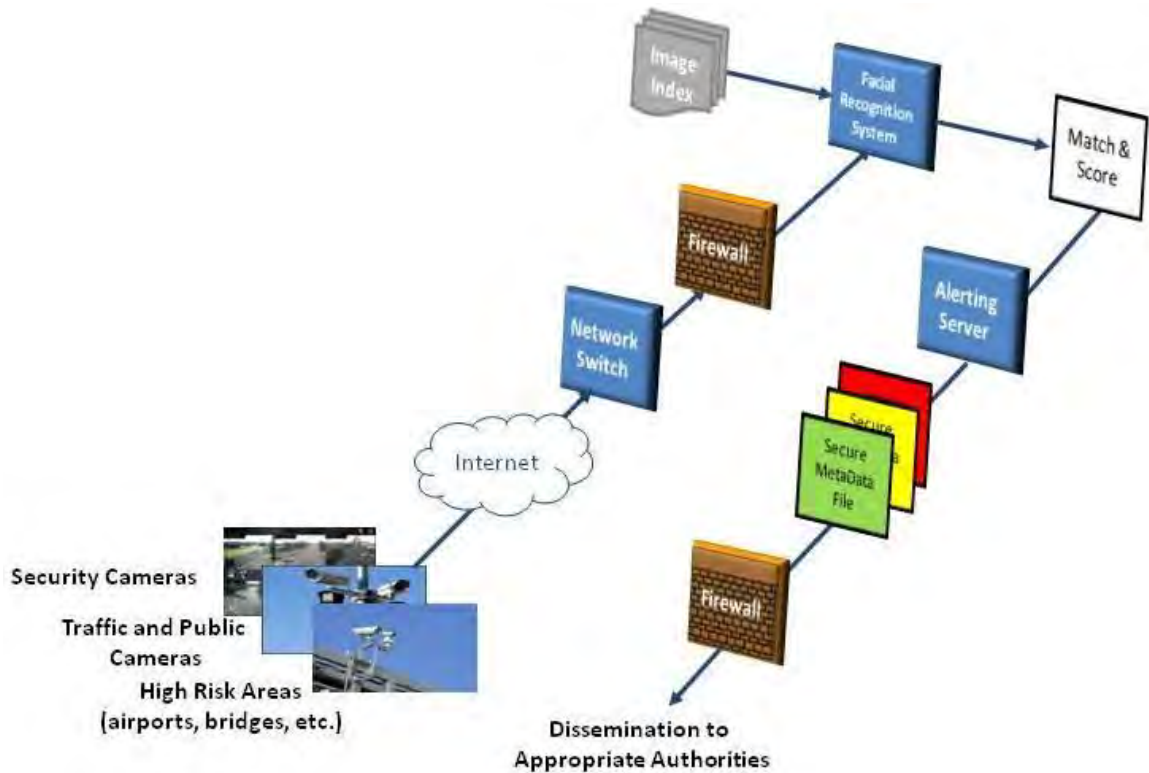 Image
Index
Facial
Recognition
System
Match &
Score
Firewall
Alerting
Server
Network
Switch
Secure
Secure
MetaData
File
Internet
Firewall
Security Cameras
Traffic and Public
Cameras
High Risk Areas
(airports, bridges, etc.)
Dissemination to
Appropriate Authorities